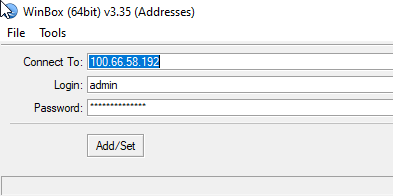 WinBox (64bit) v3.35 (Addresses)
File Tools
Connect To: 100.66.58.192
Login: admin
Password: **************
Add/Set